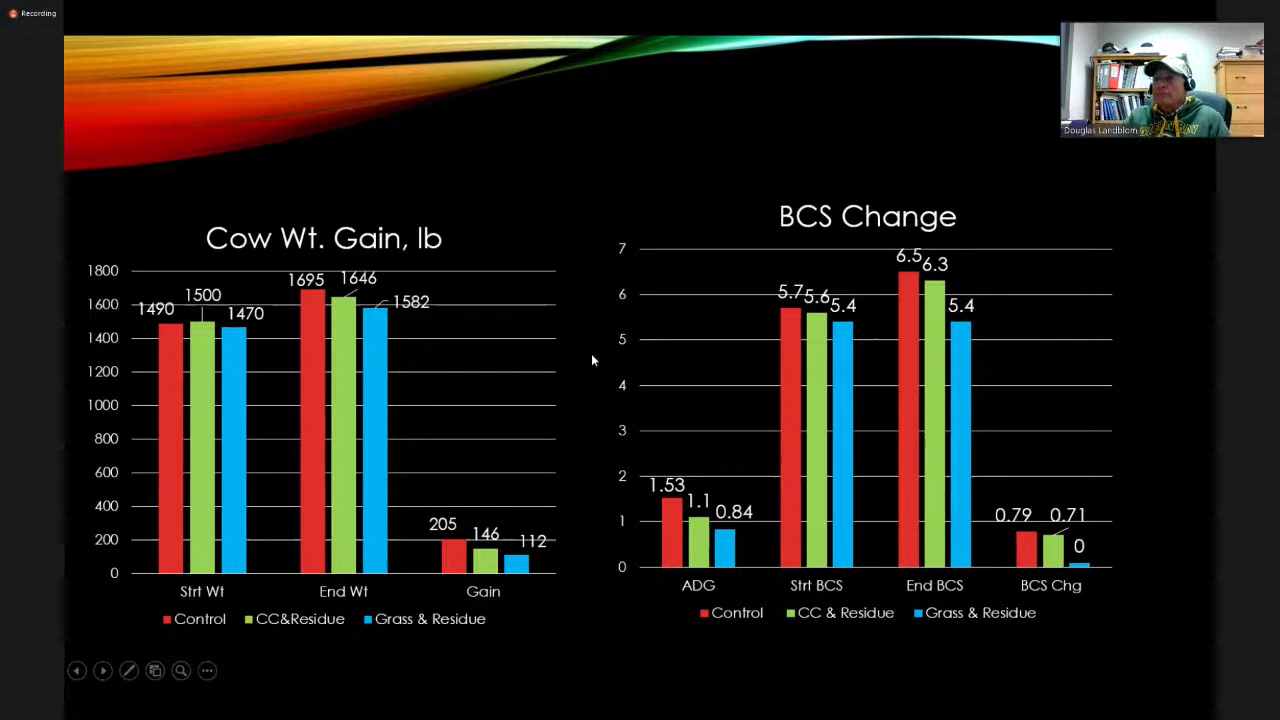 Recording
Douglas Landblom
Cow Wt. Gain, lb
1800
1600
1400
1200
1000
800
600
400
200
0
1490
1500
1470
1695
1646
1582
205
146
112
Strt Wt
End Wt
Gain
Control
CC&Residue
Grass & Residue
BCS Change
7
6
5
4
3
2
1
0
1.53
1.1
0.84
5.7
5.6
5.4
6.5
6.3
5.4
0.79
0.71
0
ADG
Strt BCS
End BCS
BCS Chg
Control
CC & Residue
Grass & Residue